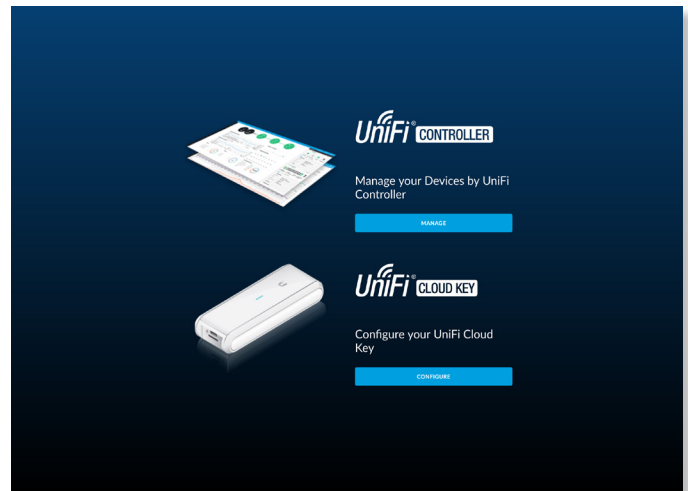 UniFi® CONTROLLER
Manage your Devices by UniFi
Controller
MANAGE
UniFi® CLOUD KEY
Configure your UniFi Cloud
Key
CONFIGURE